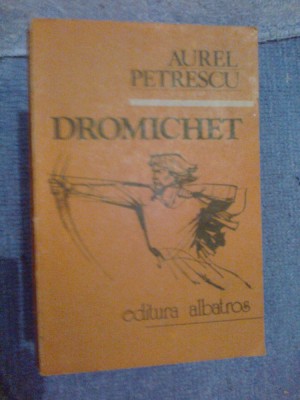 AUREL
PETRESCU
DROMICHET
editura albatros